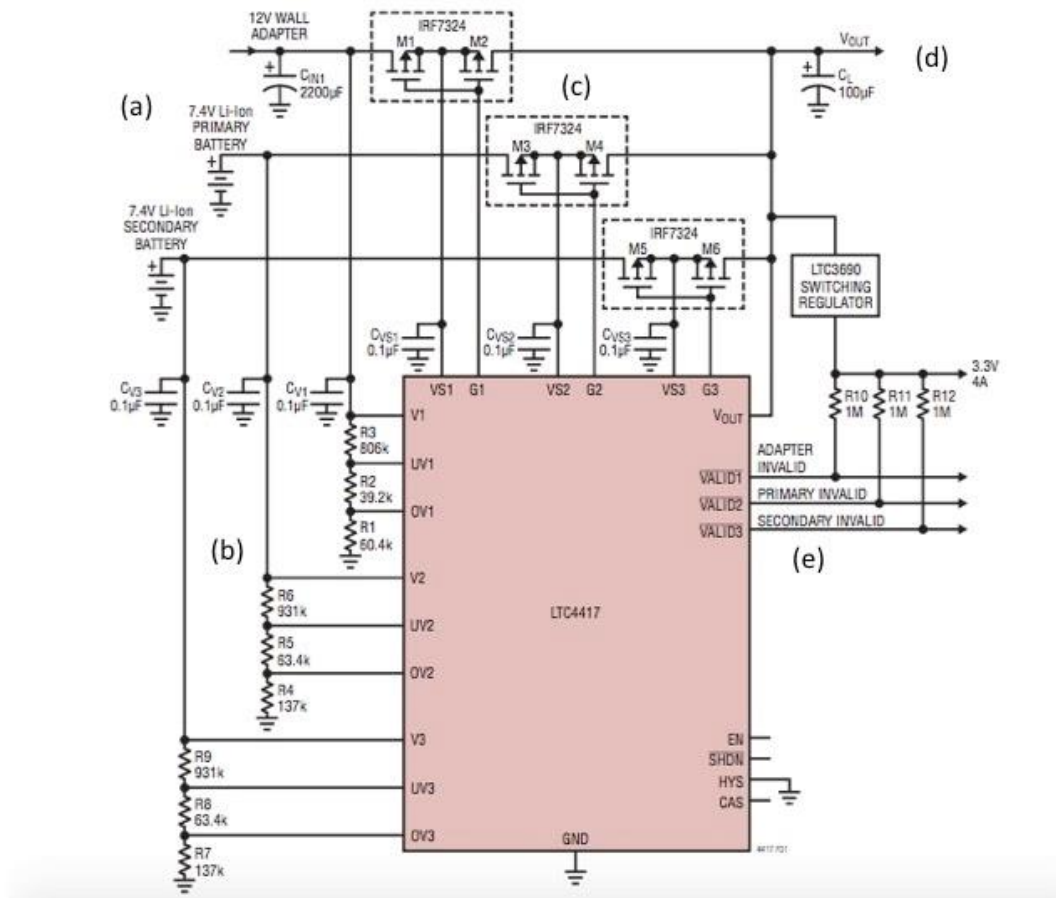 12V WALL
ADAPTER
IRF7324
M1
M2
VOUT
(d)
+
CIN1
2200µF
+
CL
100µF
(a)
(c)
7.4V Li-Ion
PRIMARY
BATTERY
+
IRF7324
M3
M4
7.4V Li-Ion
SECONDARY
BATTERY
+
IRF7324
M5
M6
LTC3690
SWITCHING
REGULATOR
CVS1
0.1µF
CVS2
0.1µF
CVS3
0.1µF
3.3V
4A
CV3
0.1µF
CV2
0.1µF
CV1
0.1µF
VS1
G1
VS2
G2
VS3
G3
R10
1M
R11
1M
R12
1M
V1
VOUT
R3
806k
UV1
ADAPTER
INVALID
VALID1
R2
39.2k
PRIMARY INVALID
VALID2
OV1
SECONDARY INVALID
VALID3
R1
60.4k
(b)
(e)
V2
R6
931k
LTC4417
UV2
R5
63.4k
OV2
R4
137k
V3
EN
R9
931k
SHDN
UV3
HYS
R8
63.4k
CAS
OV3
GND
R7
137k